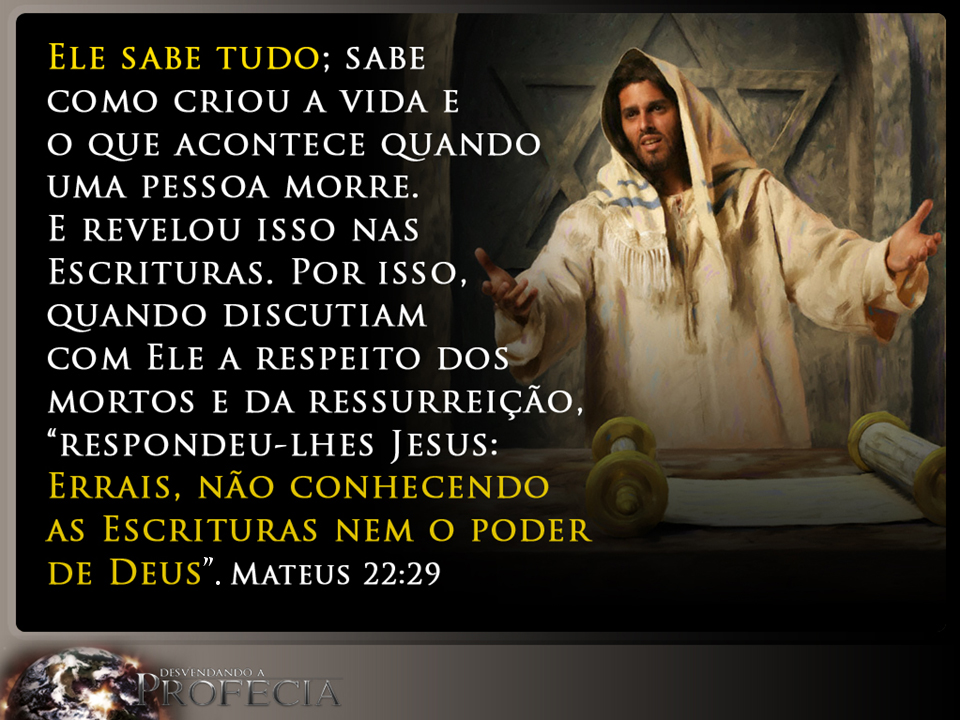 Ele sabe tudo; sabe
como criou a vida e
o que acontece quando
uma pessoa morre.
E revelou isso nas
Escrituras. Por isso,
quando discutiam
com Ele a respeito dos
mortos e da ressurreição,
“respondeu-lhes Jesus:
Errais, não conhecendo
as Escrituras nem o poder
de Deus”. Mateus 22:29
DESVENDANDO A
PROFECIA